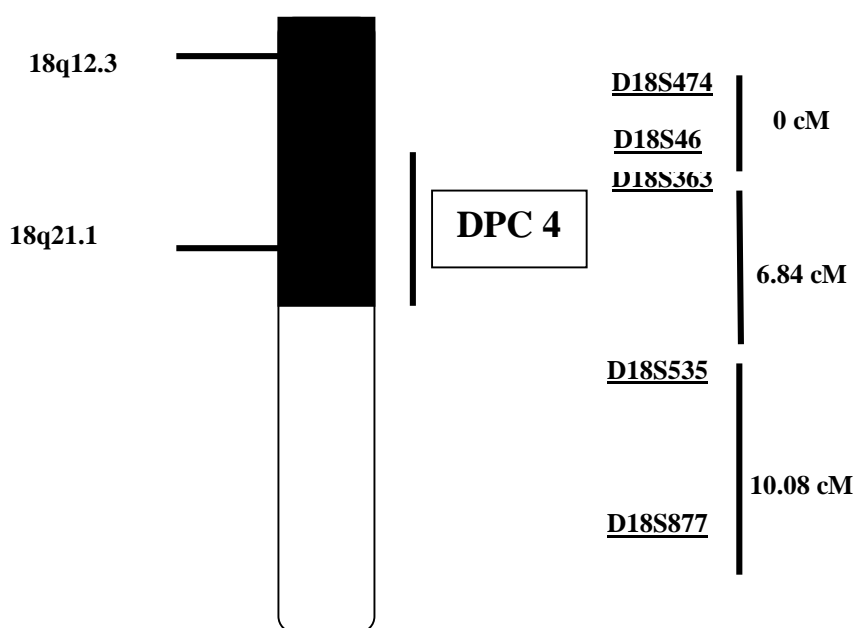 18q12.3
D18S474
0 cM
D18S46
D18S363
DPC 4
18q21.1
6.84 cM
D18S535
10.08 cM
D18S877